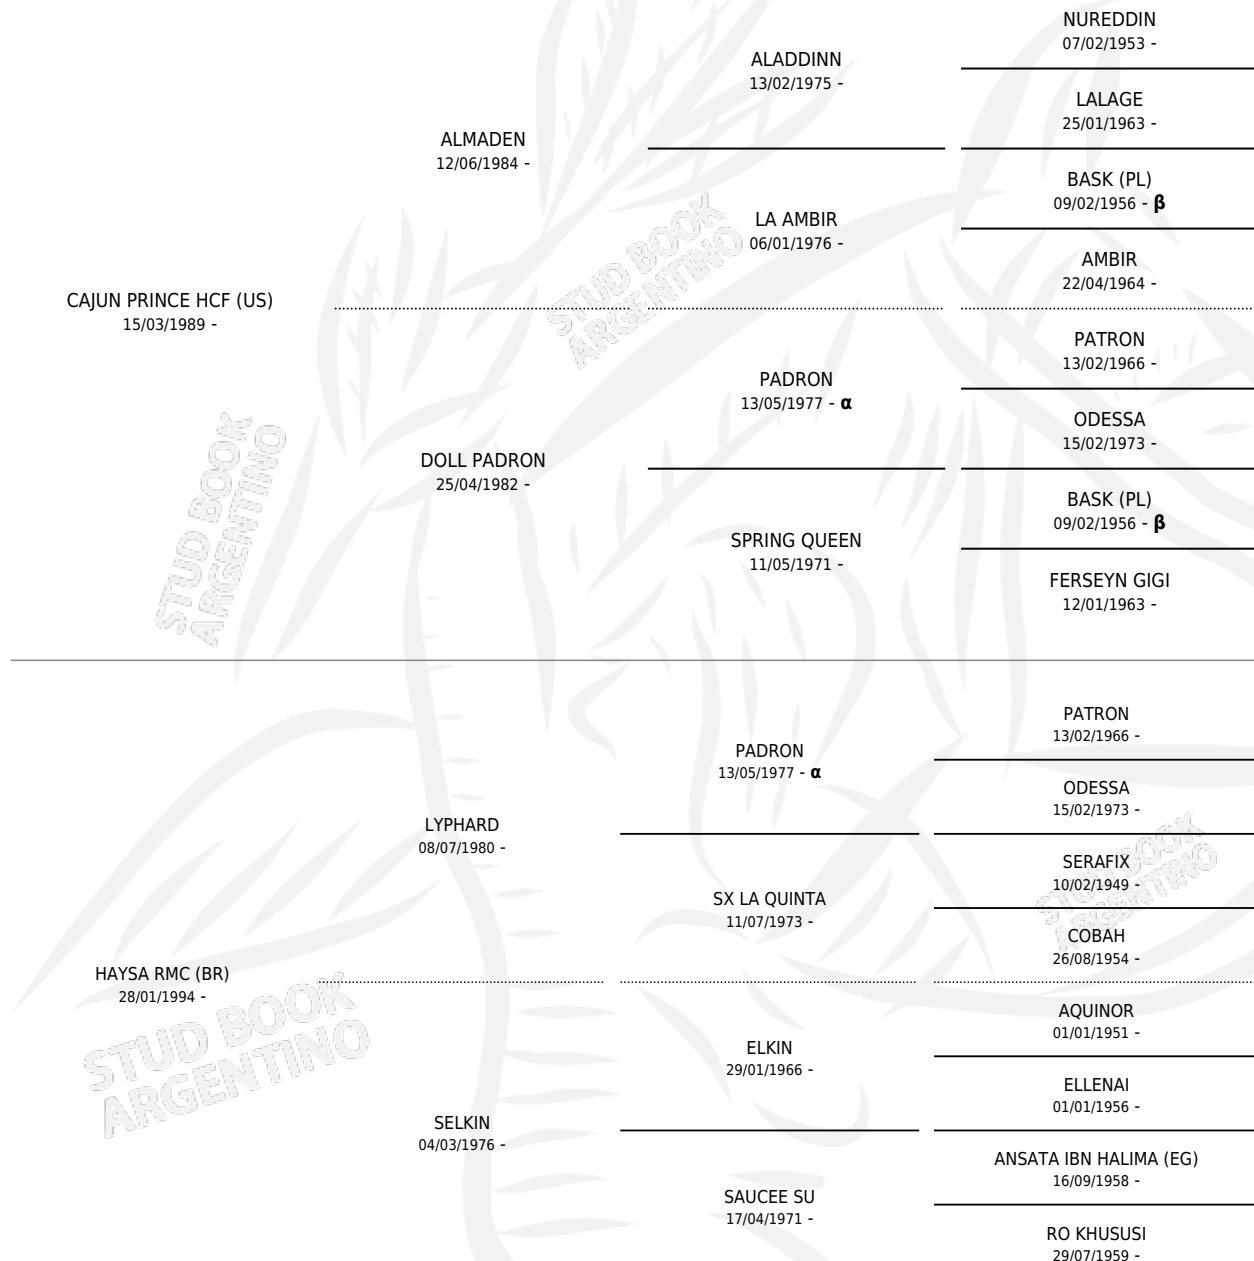 NUREDDIN
07/02/1953 -
ALADDINN
13/02/1975 -
LALAGE
25/01/1963 -
ALMADEN
12/06/1984 -
BASK (PL)
09/02/1956 - β
LA AMBIR
06/01/1976 -
AMBIR
22/04/1964 -
CAJUN PRINCE HCF (US)
15/03/1989 -
PATRON
13/02/1966 -
PADRON
13/05/1977 - α
ODESSA
15/02/1973 -
DOLL PADRON
25/04/1982 -
BASK (PL)
09/02/1956 - β
SPRING QUEEN
11/05/1971 -
FERSEYN GIGI
12/01/1963 -
STUD BOOK
ARGENTINO
STUD BOOK
ARGENTINO
PATRON
13/02/1966 -
PADRON
13/05/1977 - α
ODESSA
15/02/1973 -
LYPHARD
08/07/1980 -
SERAFIX
10/02/1949 -
SX LA QUINTA
11/07/1973 -
COBAH
26/08/1954 -
HAYSA RMC (BR)
28/01/1994 -
AQUINOR
01/01/1951 -
ELKIN
29/01/1966 -
ELLENAI
01/01/1956 -
SELKIN
04/03/1976 -
ANSATA IBN HALIMA (EG)
16/09/1958 -
SAUCEE SU
17/04/1971 -
RO KHUSUSI
29/07/1959 -
STUD BOOK
ARGENTINO
STUD BOOK
ARGENTINO